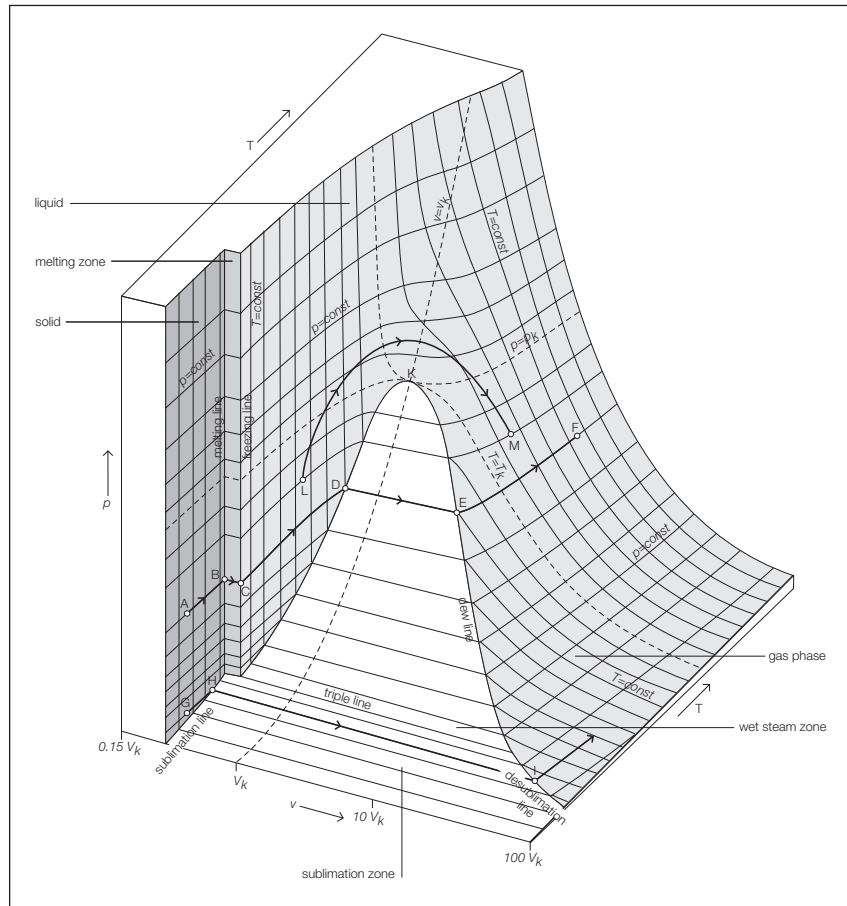 T
liquid
v=vk
T=const
melting zone
T=const
p=const
solid
p=const
p=pk
melting line
freezing line
K
F
M
L
D
T=Tk
p
E
p=const
B
C
A
dew line
gas phase
H
triple line
T=const
G
T
wet steam zone
sublimation line
0.15 Vk
I
Vk
desublimation
line
v
10 Vk
100 Vk
sublimation zone